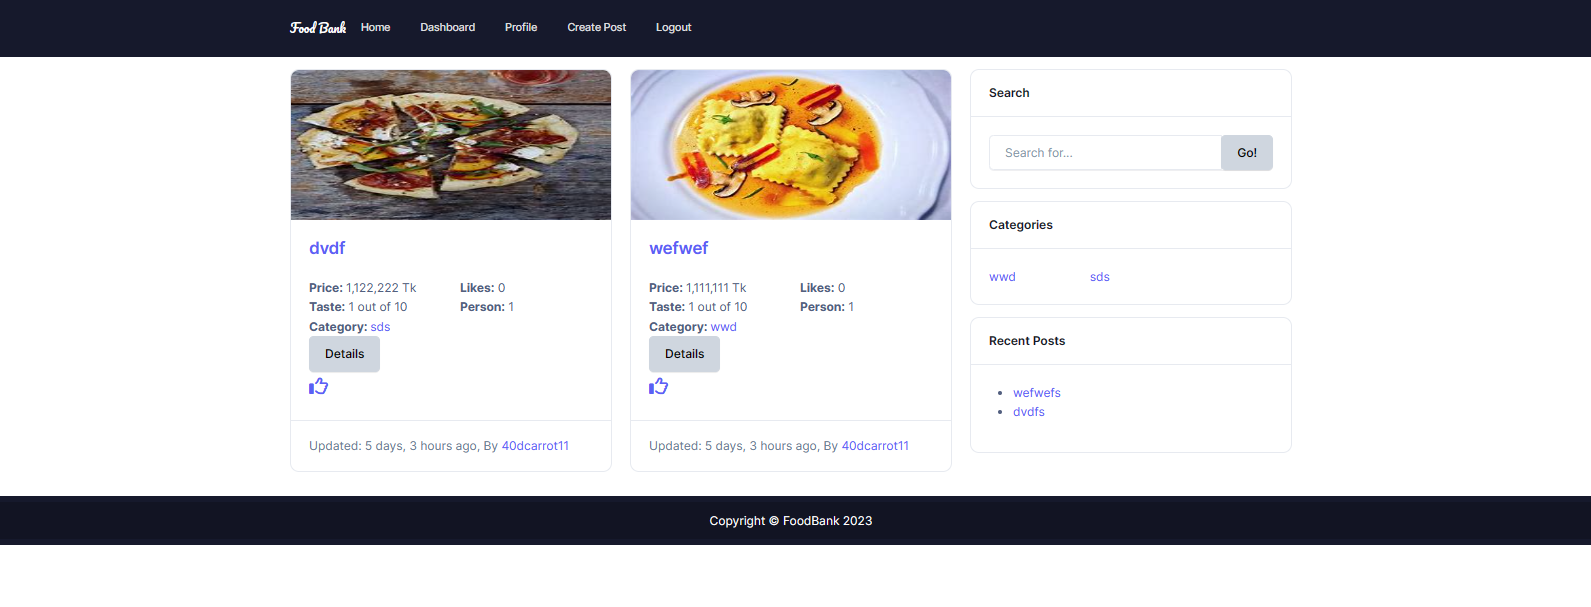 Food Bank Home Dashboard Profile Create Post Logout
dvdf
Price: 1,122,222 Tk Likes: 0
Taste: 1 out of 10 Person: 1
Category: sds
Details
Updated: 5 days, 3 hours ago, By 40dcarrot11
wefwef
Price: 1,111,111 Tk Likes: 0
Taste: 1 out of 10 Person: 1
Category: wwd
Details
Updated: 5 days, 3 hours ago, By 40dcarrot11
Search
Search for... Go!
Categories
wwd sds
Recent Posts
wefwefs
dvdfs
Copyright © FoodBank 2023